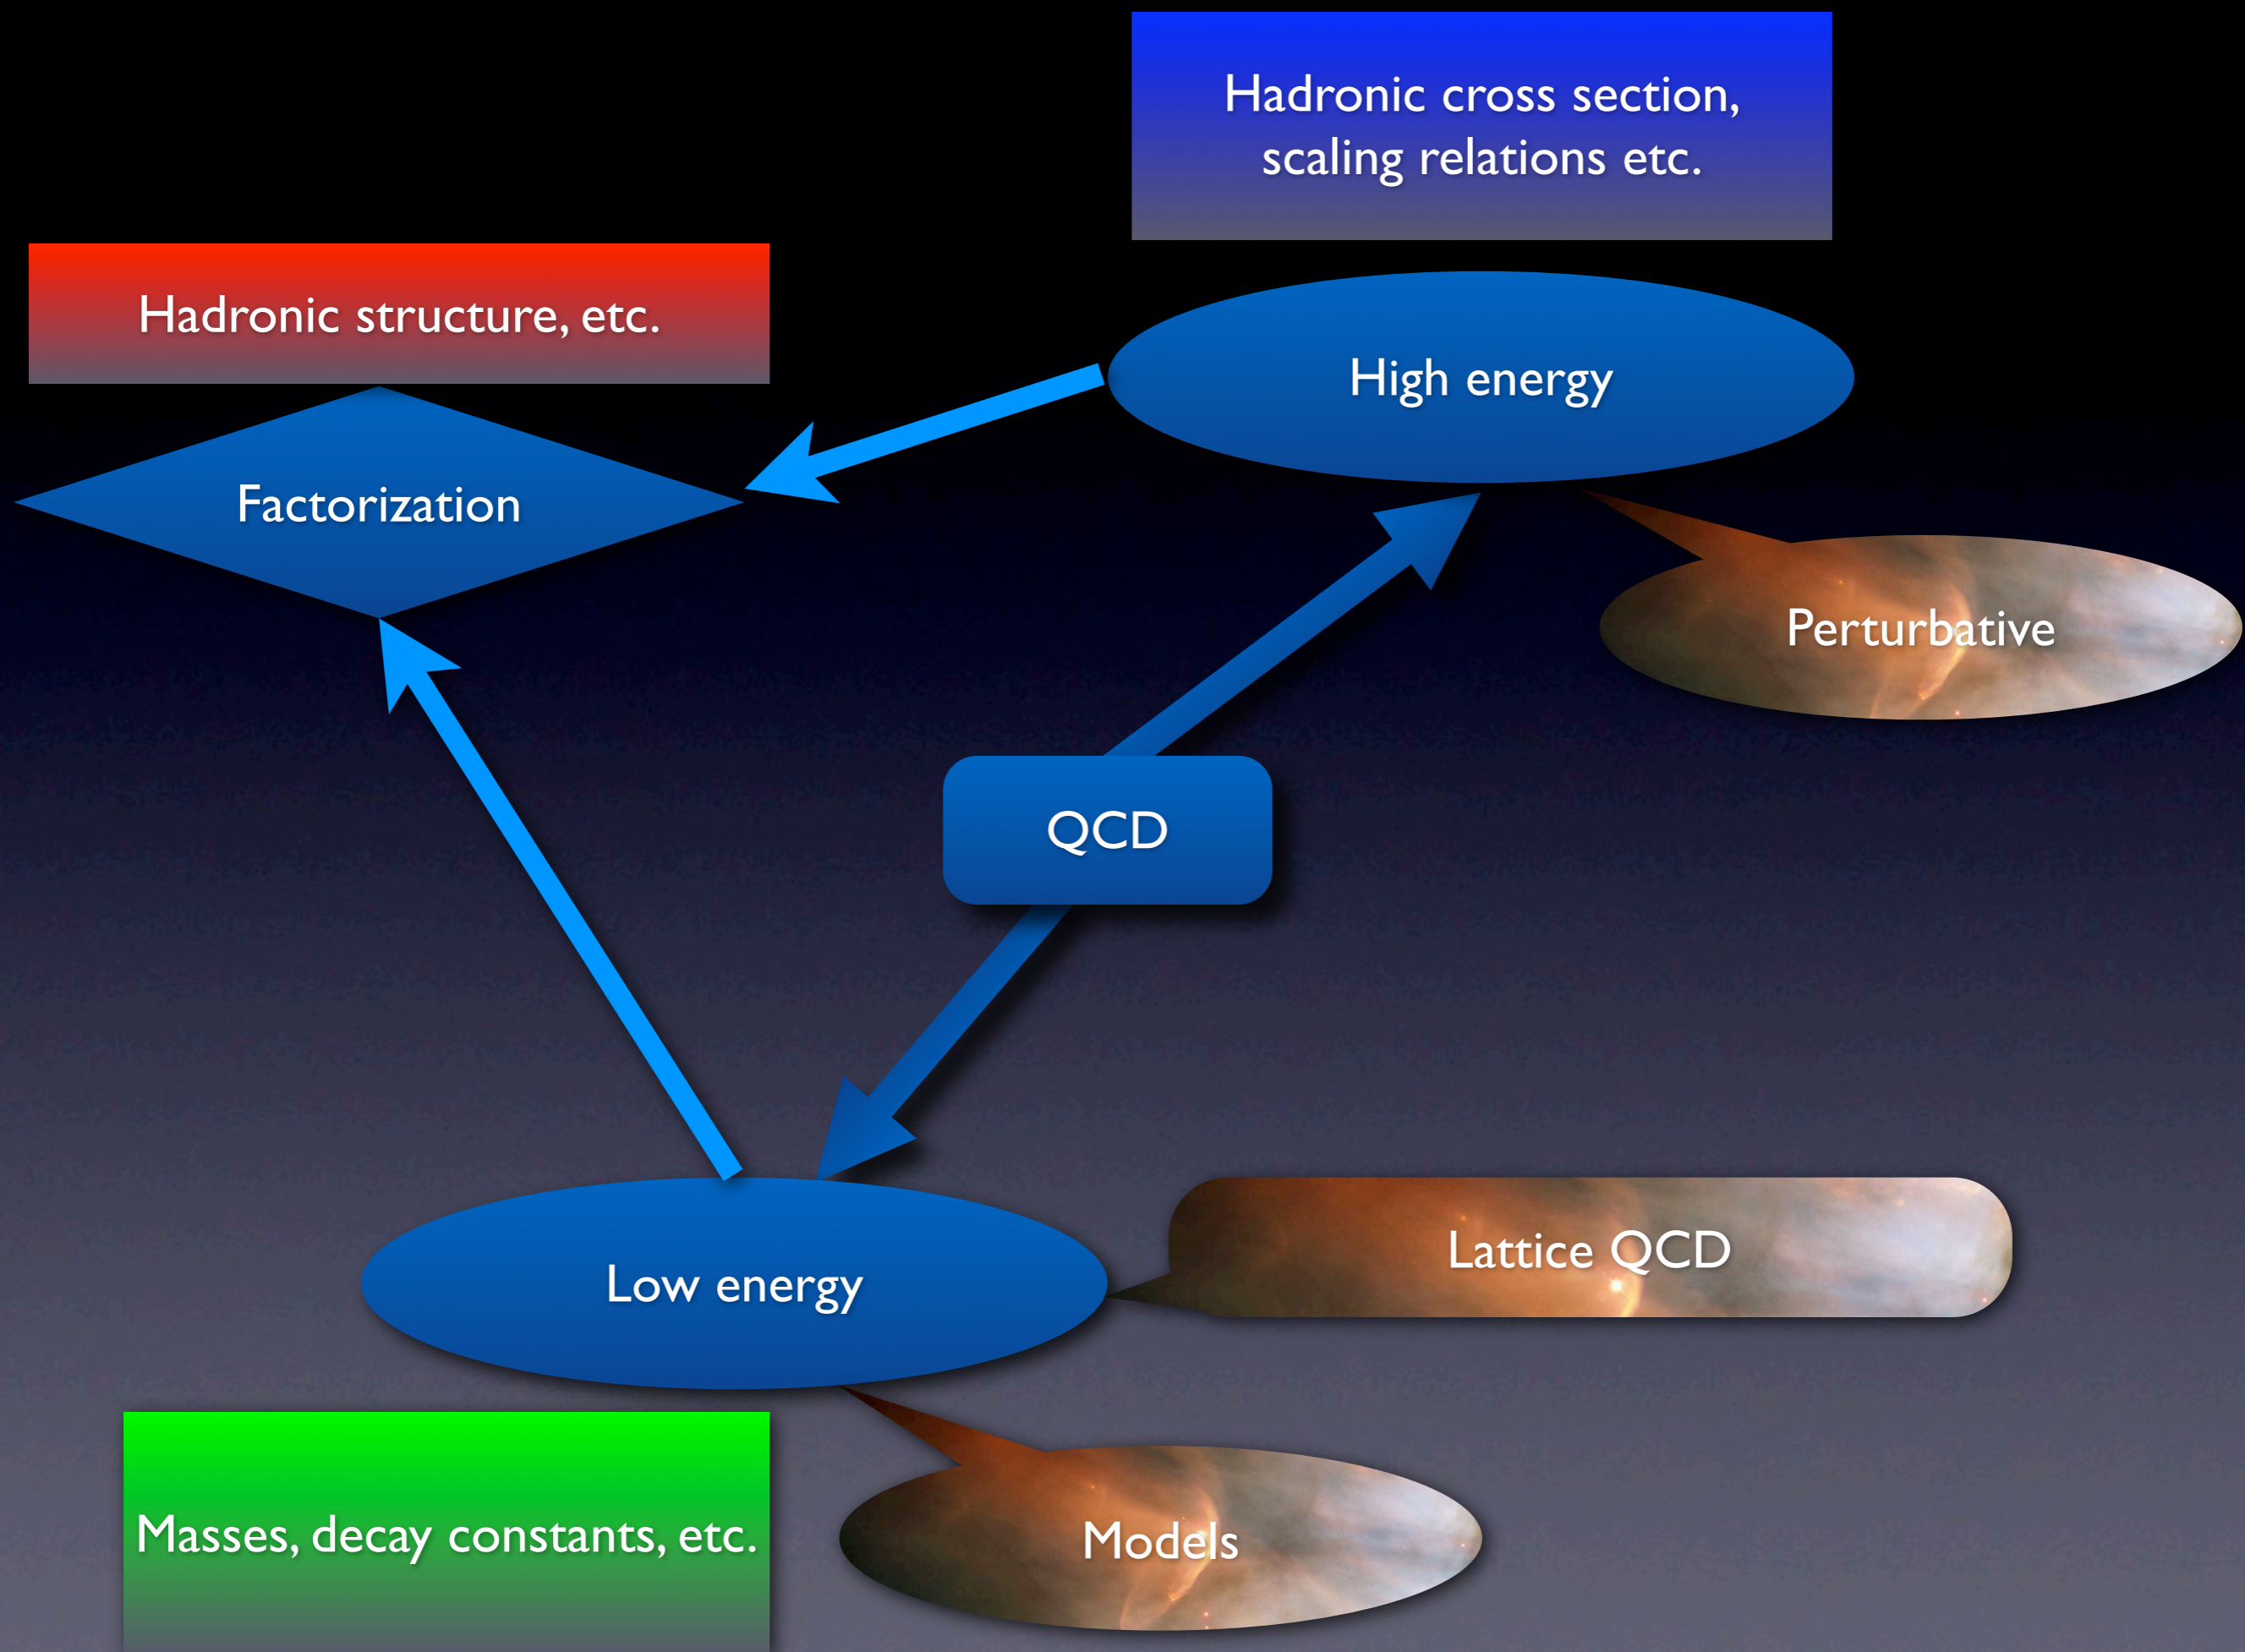 Hadronic cross section,
scaling relations etc.
Hadronic structure, etc.
High energy
Factorization
Perturbative
QCD
Lattice QCD
Low energy
Masses, decay constants, etc.
Models